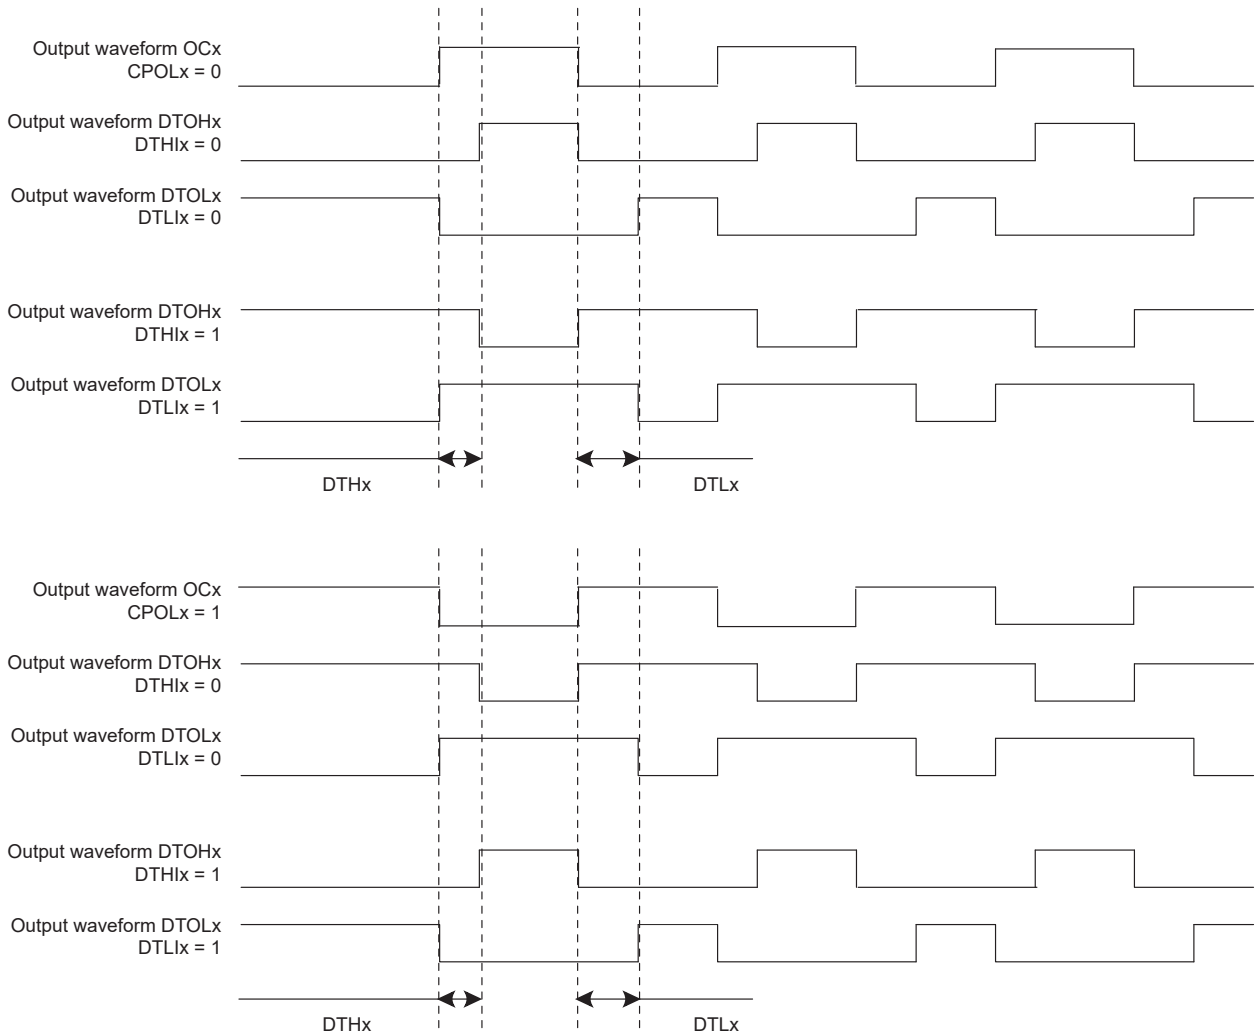 Output waveform OCx
CPOLx = 0
Output waveform DTOHx
DTHIx = 0
Output waveform DTOLx
DTLIx = 0
Output waveform DTOHx
DTHIx = 1
Output waveform DTOLx
DTLIx = 1
DTHx
DTLx
Output waveform OCx
CPOLx = 1
Output waveform DTOHx
DTHIx = 0
Output waveform DTOLx
DTLIx = 0
Output waveform DTOHx
DTHIx = 1
Output waveform DTOLx
DTLIx = 1
DTHx
DTLx